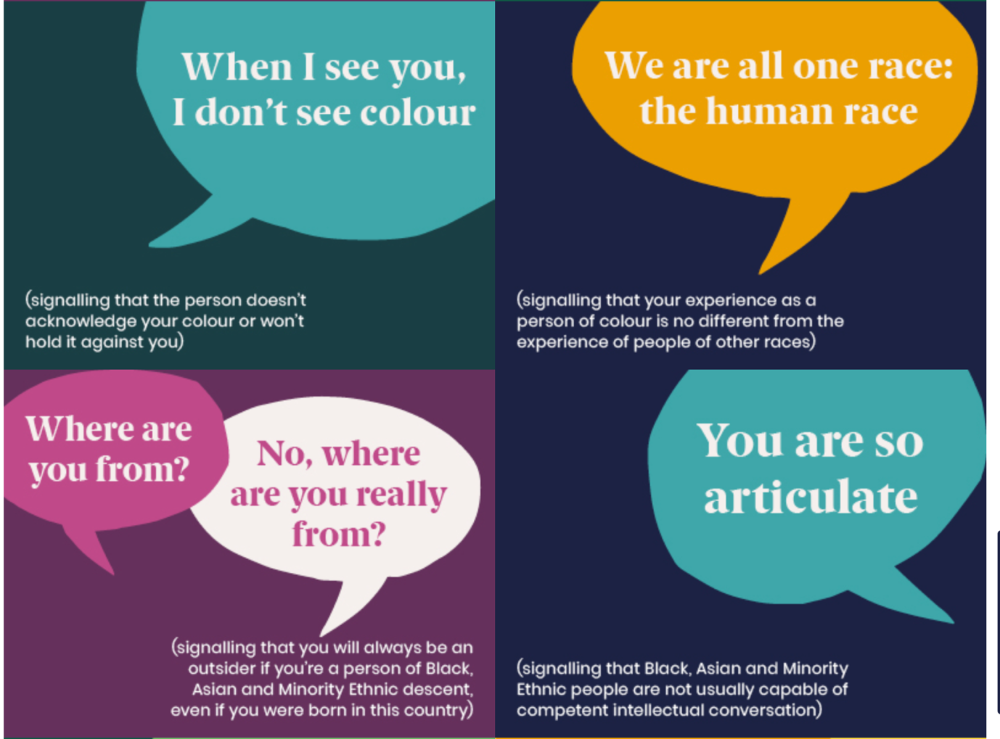 When I see you,
I don't see colour
(signalling that the person doesn't
acknowledge your colour or won't
hold it against you)
We are all one race:
the human race
(signalling that your experience as a
person of colour is no different from the
experience of people of other races)
Where are
you from?
No, where
are you really
from?
(signalling that you will always be an
outsider if you're a person of Black,
Asian and Minority Ethnic descent,
even if you were born in this country)
You are so
articulate
(signalling that Black, Asian and Minority
Ethnic people are not usually capable of
competent intellectual conversation)